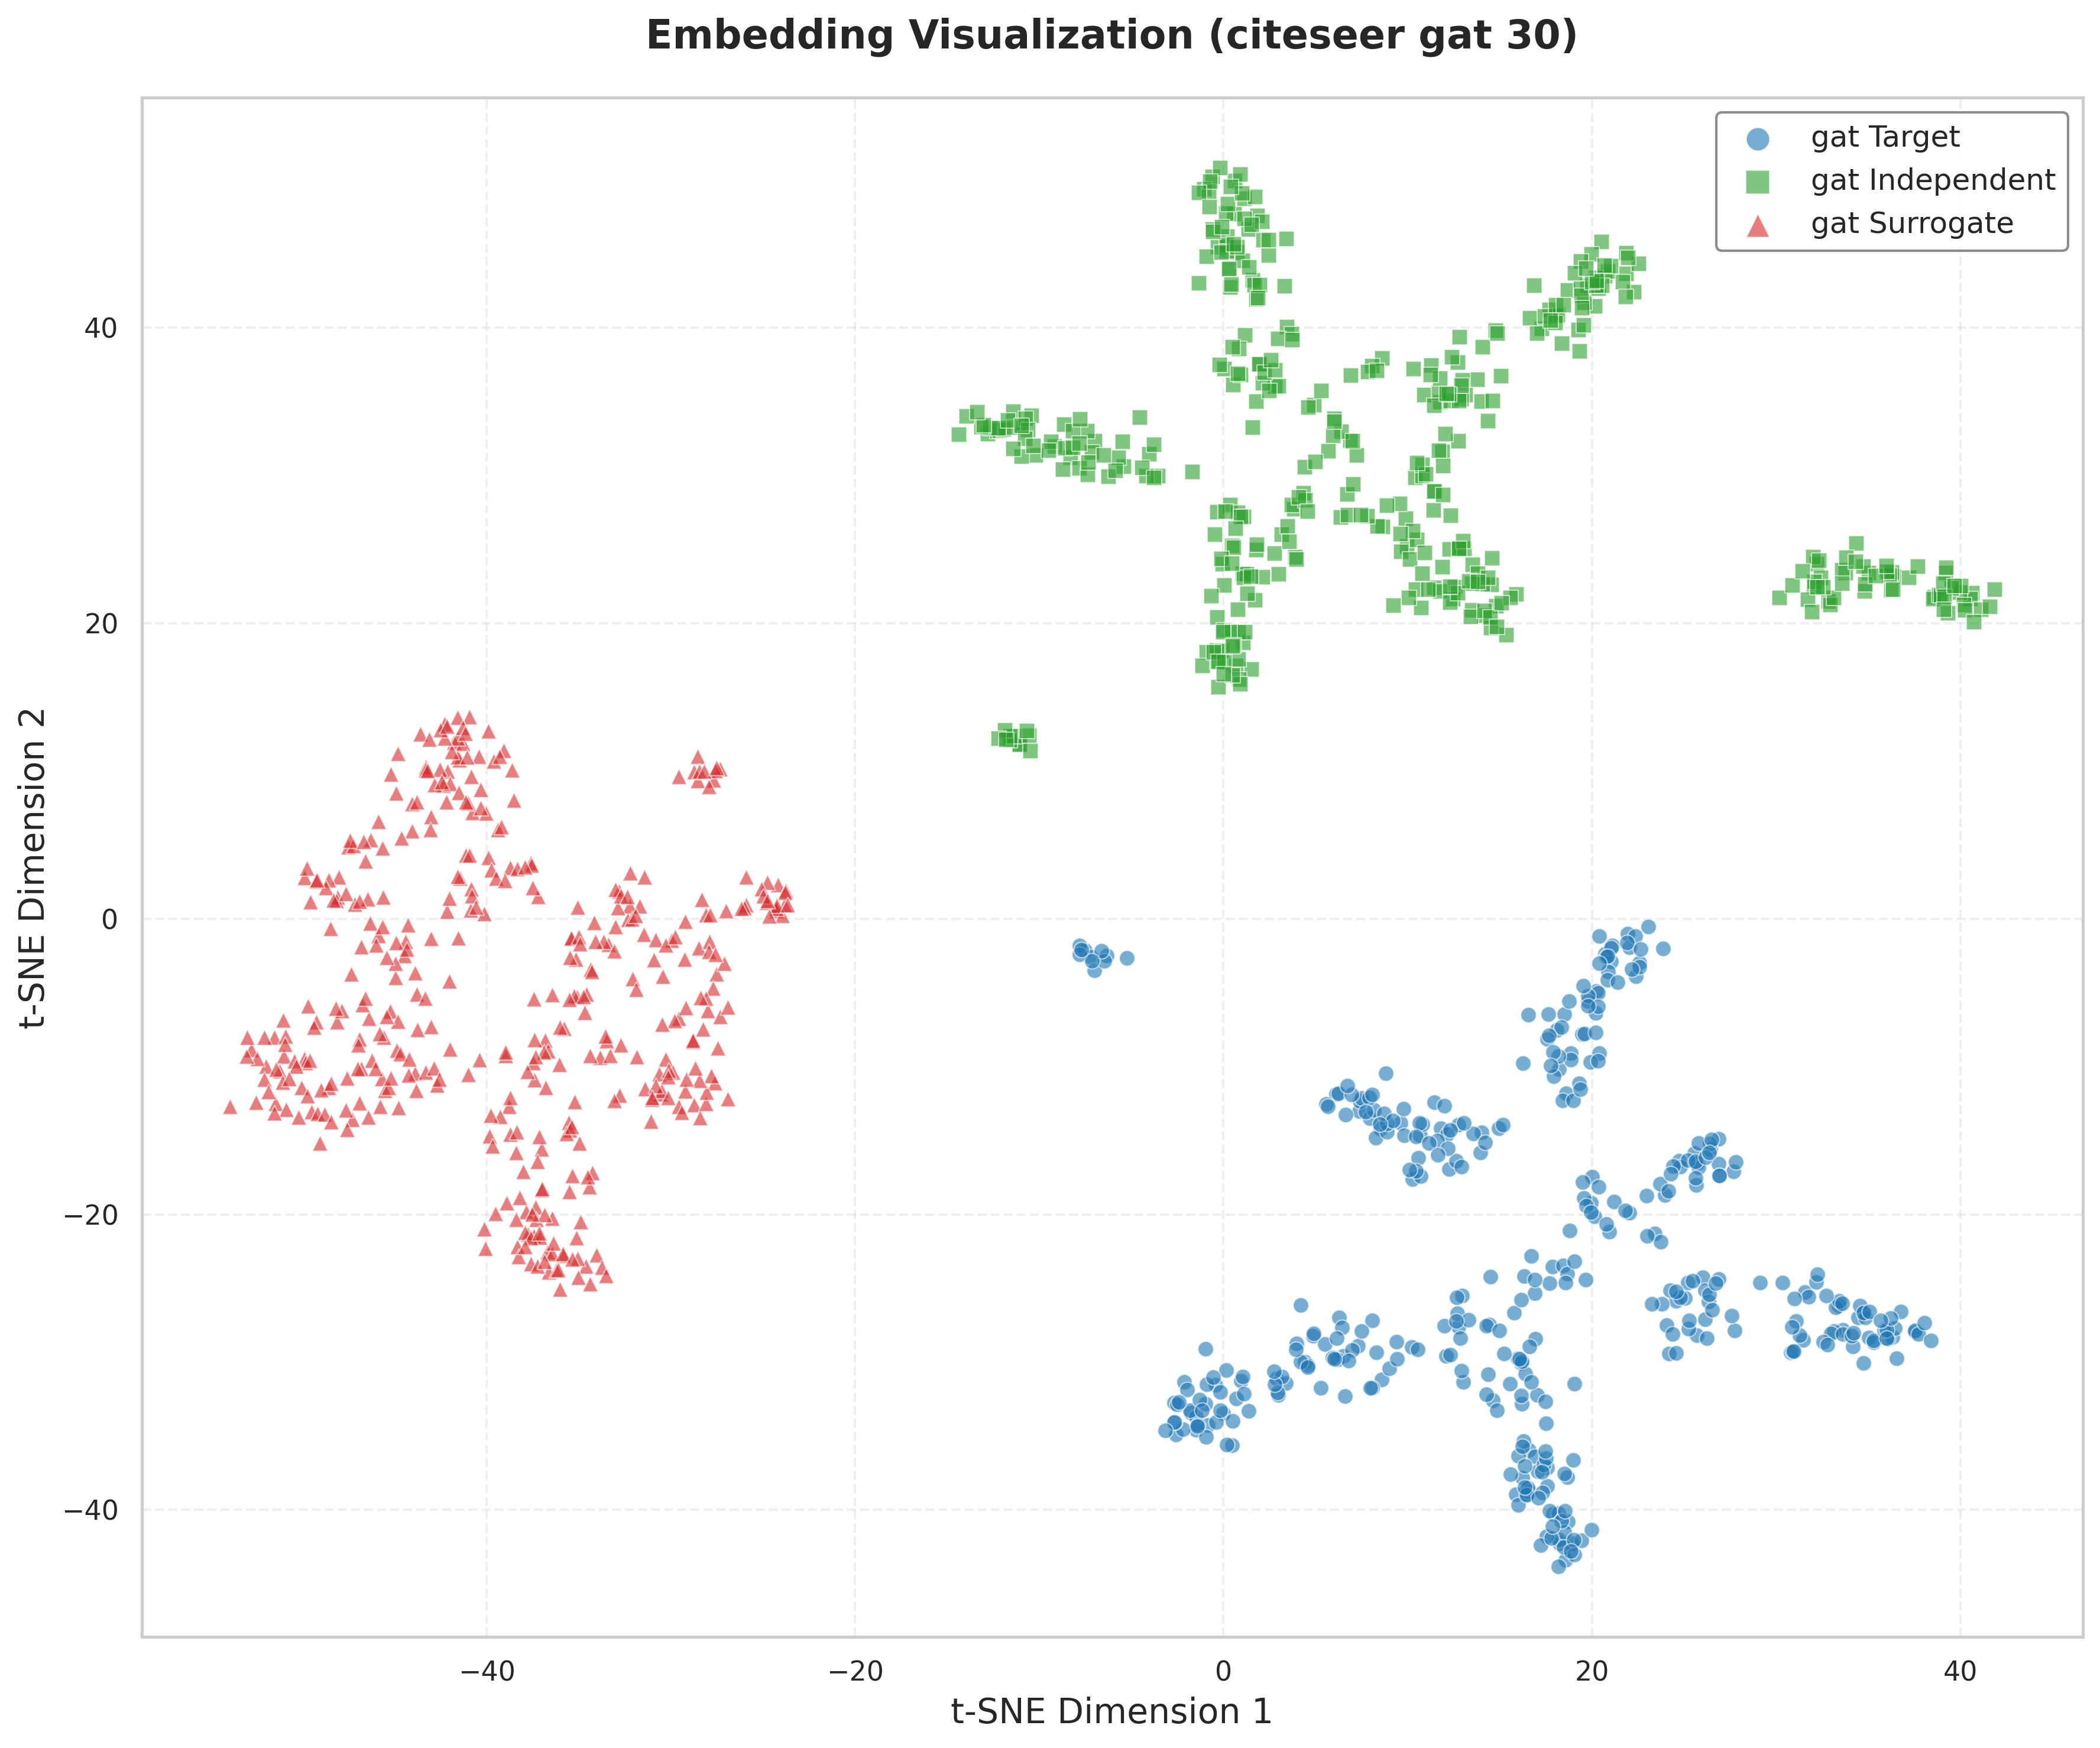 Embedding Visualization (citeseer gat 30)
gat Target
gat Independent
gat Surrogate
t-SNE Dimension 2
40
20
0
−20
−40
−40
−20
0
20
40
t-SNE Dimension 1